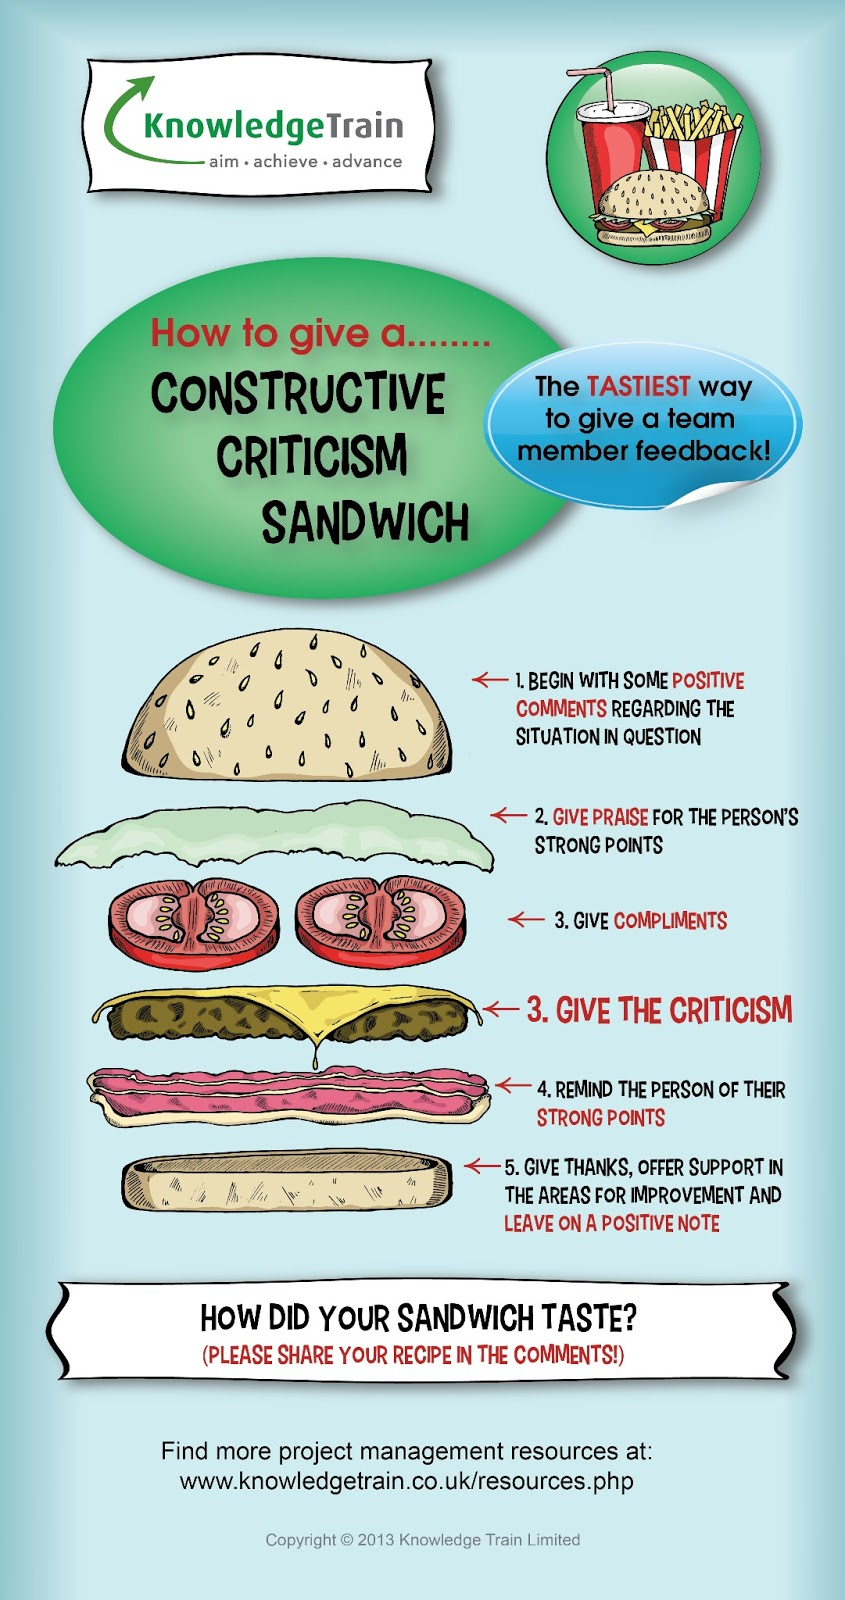 KnowledgeTrain
aim · achieve · advance
How to give a........
CONSTRUCTIVE
CRITICISM
SANDWICH
The TASTIEST way
to give a team
member feedback!
1. BEGIN WITH SOME POSITIVE
COMMENTS REGARDING THE
SITUATION IN QUESTION
2. GIVE PRAISE FOR THE PERSON'S
STRONG POINTS
3. GIVE COMPLIMENTS
3. GIVE THE CRITICISM
4. REMIND THE PERSON OF THEIR
STRONG POINTS
5. GIVE THANKS, OFFER SUPPORT IN
THE AREAS FOR IMPROVEMENT AND
LEAVE ON A POSITIVE NOTE
HOW DID YOUR SANDWICH TASTE?
(PLEASE SHARE YOUR RECIPE IN THE COMMENTS!)
Find more project management resources at:
www.knowledgetrain.co.uk/resources.php
Copyright © 2013 Knowledge Train Limited